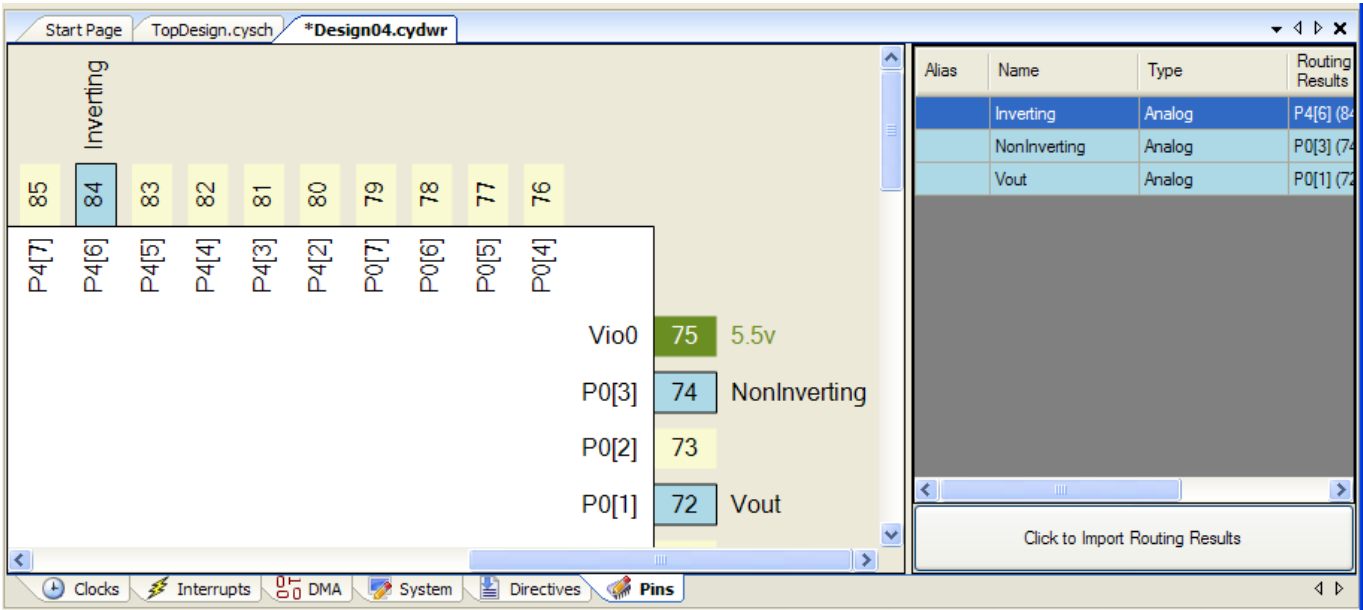 Start Page TopDesign.cysch *Design04.cydwr
Inverting
85 84 83 82 81 80 79 78 77 76
P4[7] P4[6] P4[5] P4[4] P4[3] P4[2] P0[7] P0[6] P0[5] P0[4]
Vio0 75 5.5v
P0[3] 74 NonInverting
P0[2] 73
P0[1] 72 Vout
Alias Name Type Routing
Results
Inverting Analog P4[6] (84
NonInverting Analog P0[3] (74
Vout Analog P0[1] (72
Click to Import Routing Results
Clocks Interrupts DMA System Directives Pins